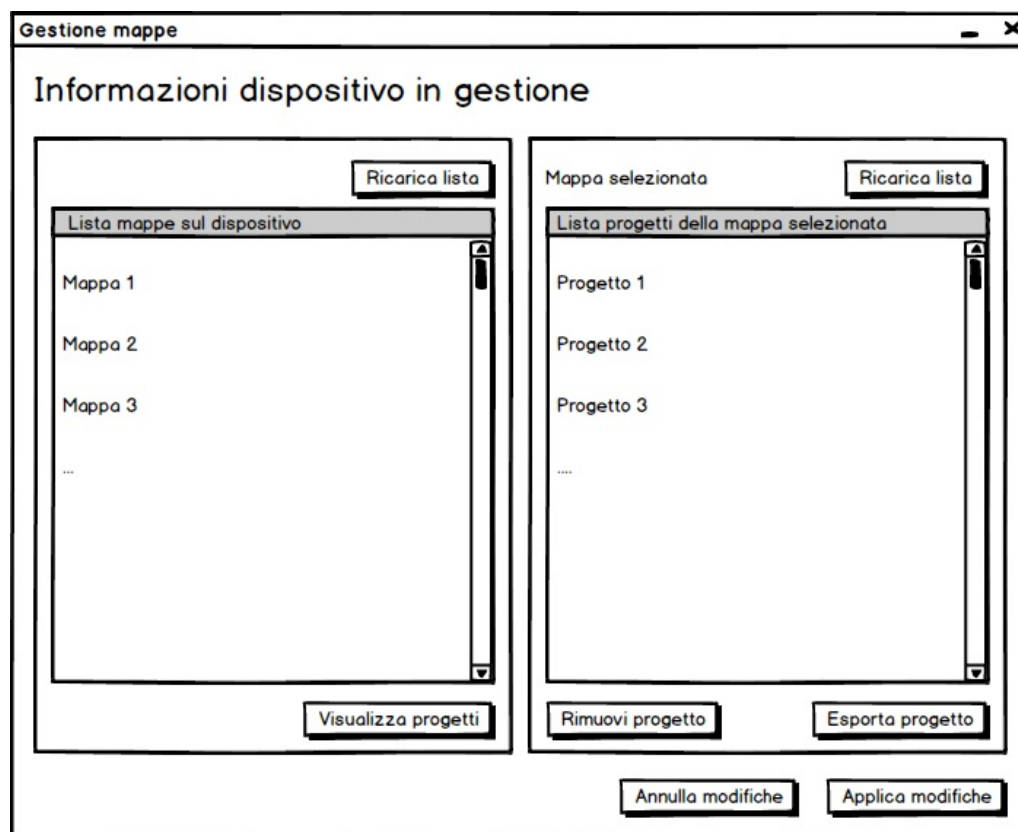 Gestione mappe
Informazioni dispositivo in gestione
Ricarica lista
Lista mappe sul dispositivo
Mappa 1
Mappa 2
Mappa 3
...
Visualizza progetti
Mappa selezionata
Ricarica lista
Lista progetti della mappa selezionata
Progetto 1
Progetto 2
Progetto 3
....
Rimuovi progetto
Esporta progetto
Annulla modifiche
Applica modifiche